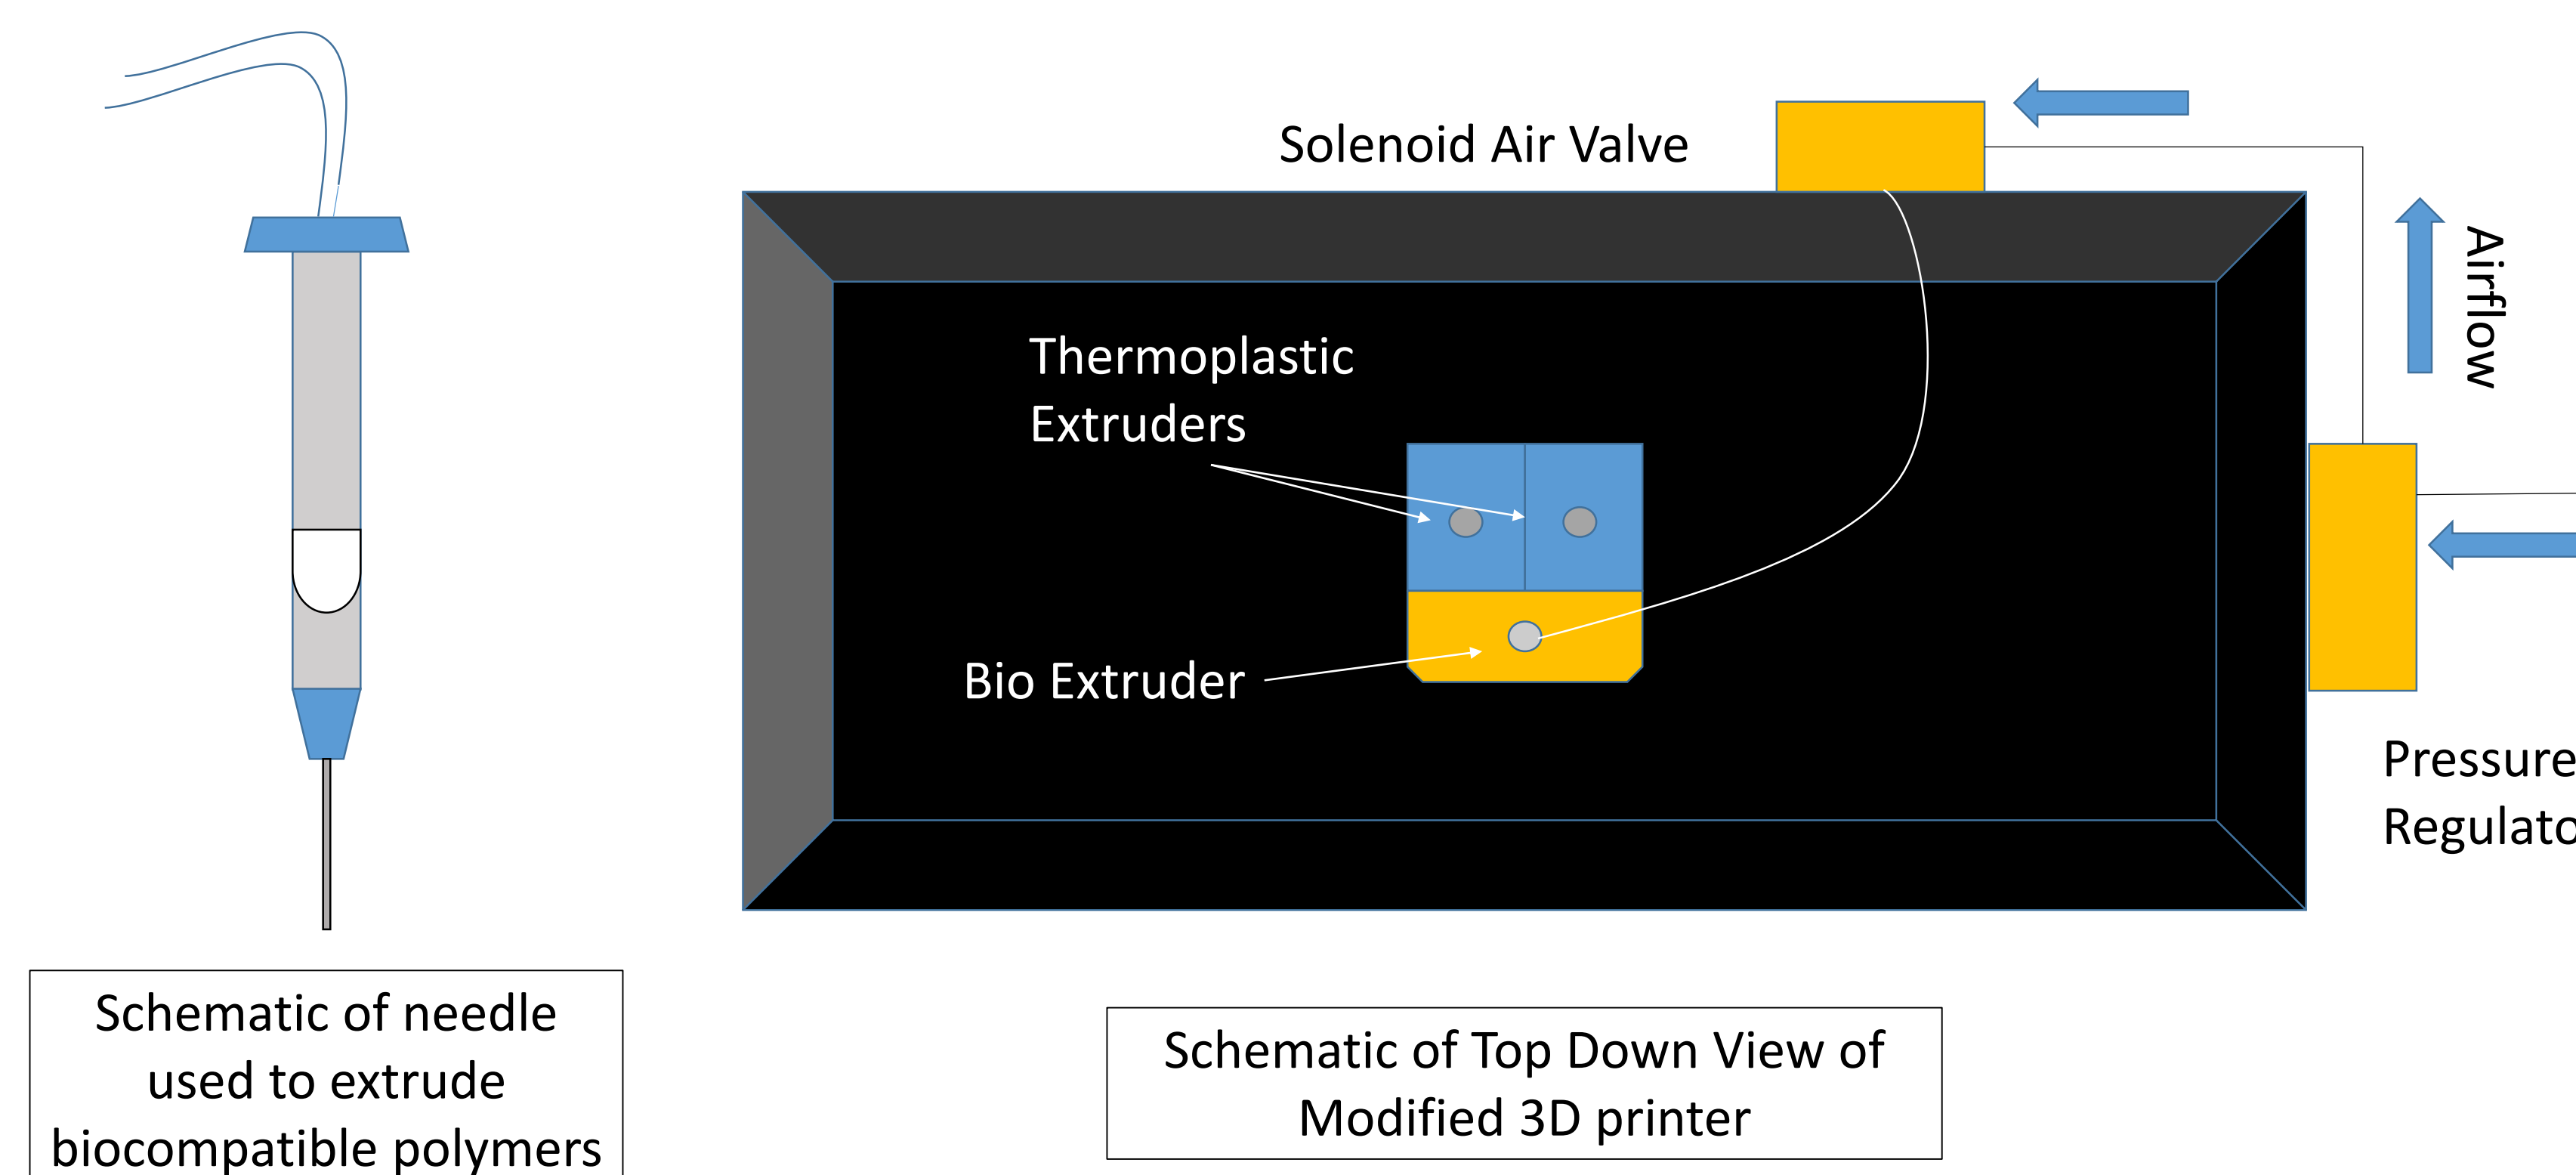 Solenoid Air Valve
Airflow
Thermoplastic
Extruders
Bio Extruder
Pressure
Regulato
Schematic of needle
used to extrude
biocompatible polymers
Schematic of Top Down View of
Modified 3D printer